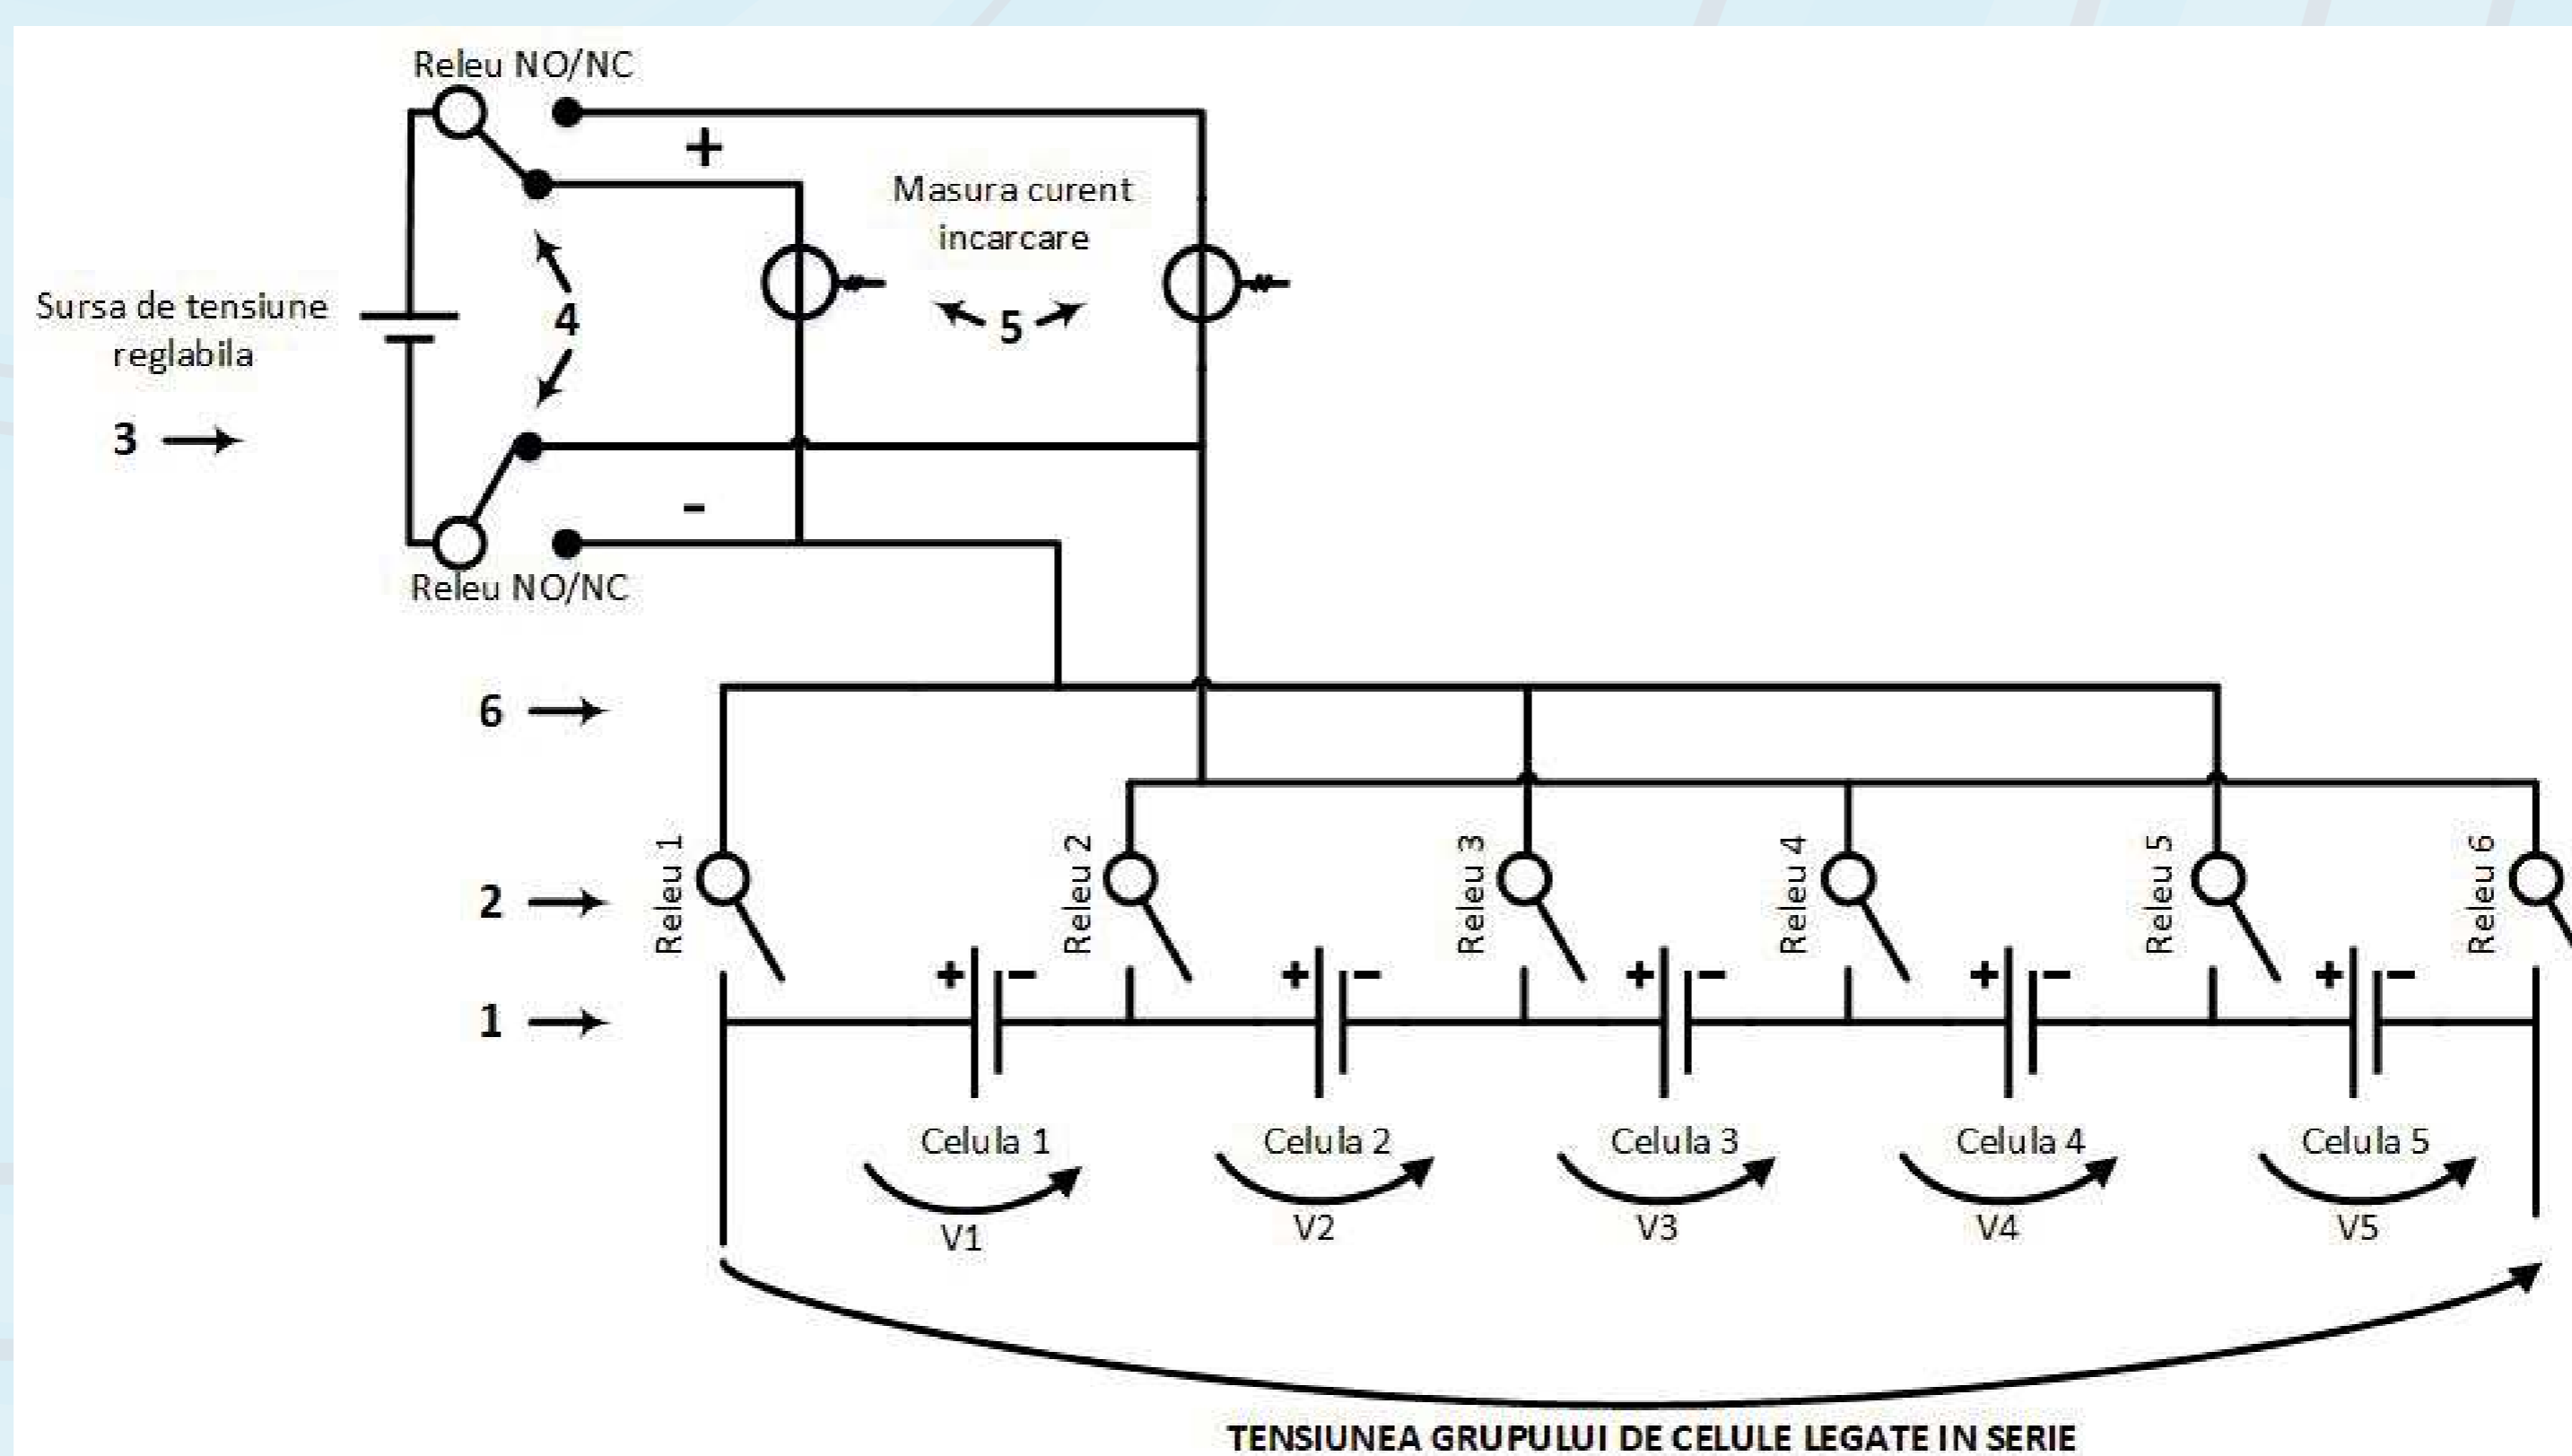 Releu NO/NC
+
Masura curent
incarcare
Sursa de tensiune
reglabila
4
5
3
-
Releu NO/NC
6
Releu 1
Releu 2
Releu 3
Releu 4
Releu 5
Releu 6
2
+ -
+ -
+ -
+ -
+ -
1
Celula 1
Celula 2
Celula 3
Celula 4
Celula 5
V1
V2
V3
V4
V5
TENSIUNEA GRUPULUI DE CELULE LEGATE IN SERIE